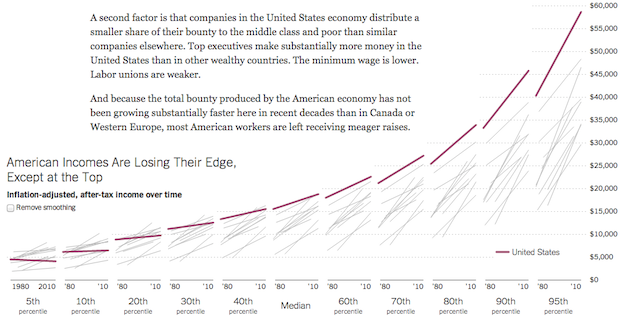 A second factor is that companies in the United States economy distribute a
smaller share of their bounty to the middle class and poor than similar
companies elsewhere. Top executives make substantially more money in the
United States than in other wealthy countries. The minimum wage is lower.
Labor unions are weaker.
And because the total bounty produced by the American economy has not
been growing substantially faster here in recent decades than in Canada or
Western Europe, most American workers are left receiving meager raises.
American Incomes Are Losing Their Edge,
Except at the Top
Inflation-adjusted, after-tax income over time
Remove smoothing
$60,000
$55,000
$50,000
$45,000
$40,000
$35,000
$30,000
$25,000
$20,000
$15,000
$10,000
$5,000
$0
United States
1980 2010 '80 '10 '80 '10 '80 '10 '80 '10 '80 '10 '80 '10 '80 '10 '80 '10 '80 '10 '80 '10
5th 10th 20th 30th 40th Median 60th 70th 80th 90th 95th
percentile percentile percentile percentile percentile percentile percentile percentile percentile percentile